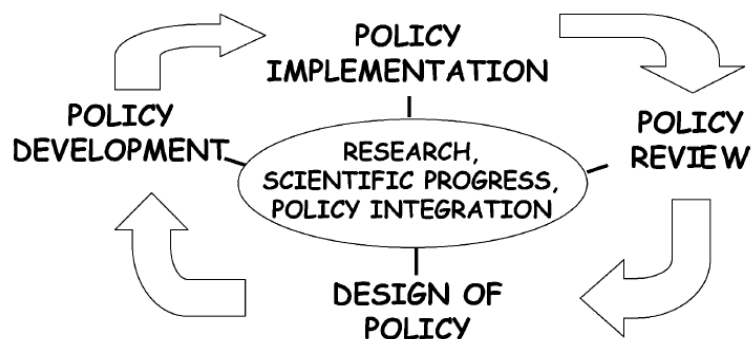 POLICY
IMPLEMENTATION
POLICY
DEVELOPMENT
POLICY
REVIEW
RESEARCH,
SCIENTIFIC PROGRESS,
POLICY INTEGRATION
DESIGN OF
POLICY